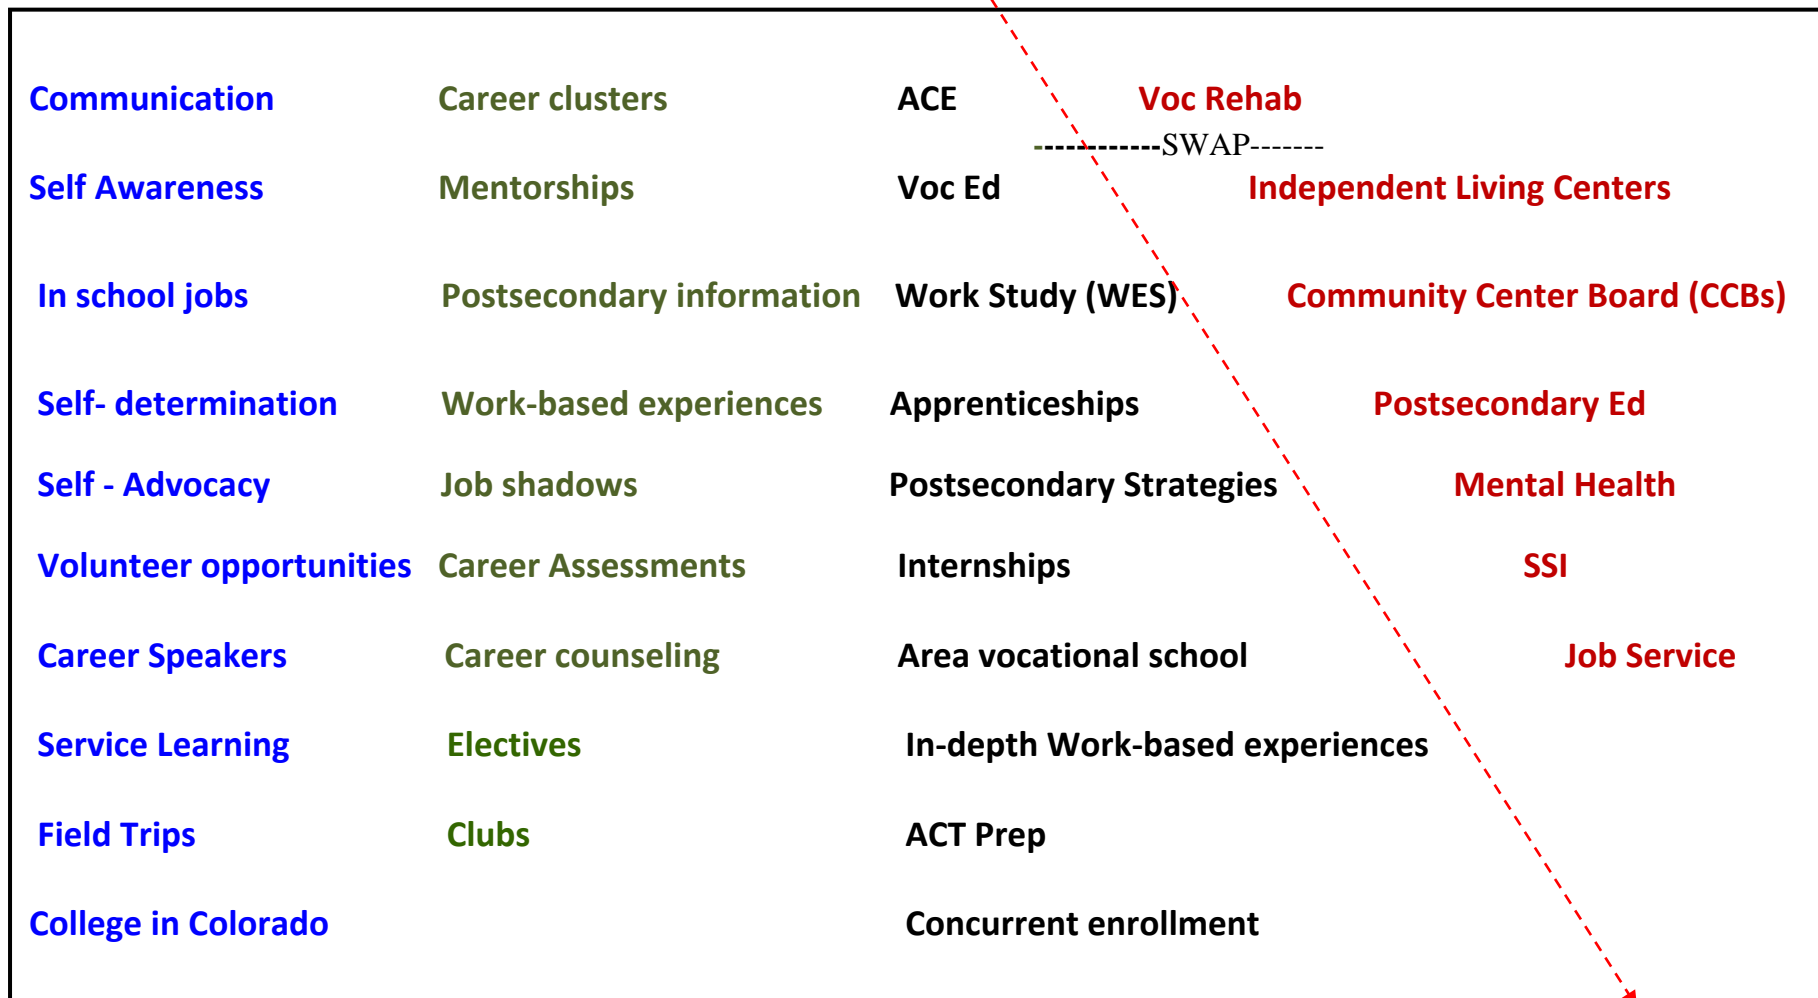 Communication Career clusters ACE Voc Rehab
-------------SWAP-------
Self Awareness Mentorships Voc Ed Independent Living Centers
In school jobs Postsecondary information Work Study (WES) Community Center Board (CCBs)
Self- determination Work-based experiences Apprenticeships Postsecondary Ed
Self - Advocacy Job shadows Postsecondary Strategies Mental Health
Volunteer opportunities Career Assessments Internships SSI
Career Speakers Career counseling Area vocational school Job Service
Service Learning Electives In-depth Work-based experiences
Field Trips Clubs ACT Prep
College in Colorado Concurrent enrollment